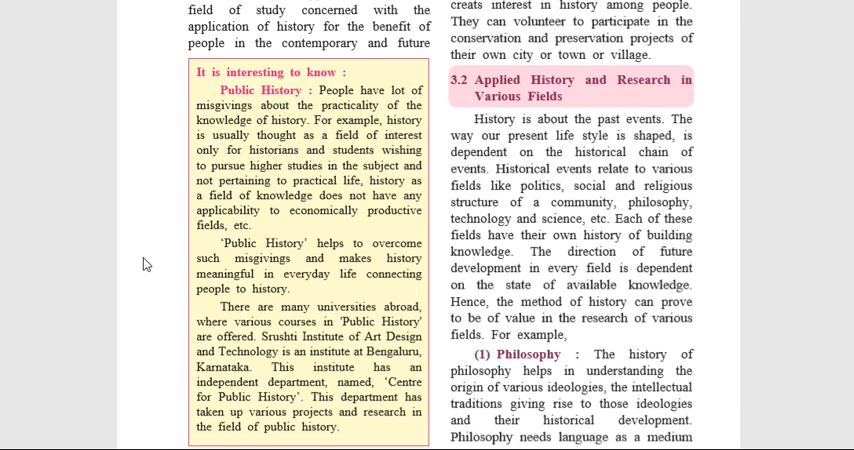 field of study concerned with the
application of history for the benefit of
people in the contemporary and future
It is interesting to know :
Public History : People have lot of
misgivings about the practicality of the
knowledge of history. For example, history
is usually thought as a field of interest
only for historians and students wishing
to pursue higher studies in the subject and
not pertaining to practical life, history as
a field of knowledge does not have any
applicability to economically productive
fields, etc.
‘Public History’ helps to overcome
such misgivings and makes history
meaningful in everyday life connecting
people to history.
There are many universities abroad,
where various courses in 'Public History'
are offered. Srushti Institute of Art Design
and Technology is an institute at Bengaluru,
Karnataka. This institute has an
independent department, named, ‘Centre
for Public History’. This department has
taken up various projects and research in
the field of public history.
creats interest in history among people.
They can volunteer to participate in the
conservation and preservation projects of
their own city or town or village.
3.2 Applied History and Research in
Various Fields
History is about the past events. The
way our present life style is shaped, is
dependent on the historical chain of
events. Historical events relate to various
fields like politics, social and religious
structure of a community, philosophy,
technology and science, etc. Each of these
fields have their own history of building
knowledge. The direction of future
development in every field is dependent
on the state of available knowledge.
Hence, the method of history can prove
to be of value in the research of various
fields. For example,
(1) Philosophy : The history of
philosophy helps in understanding the
origin of various ideologies, the intellectual
traditions giving rise to those ideologies
and their historical development.
Philosophy needs language as a medium